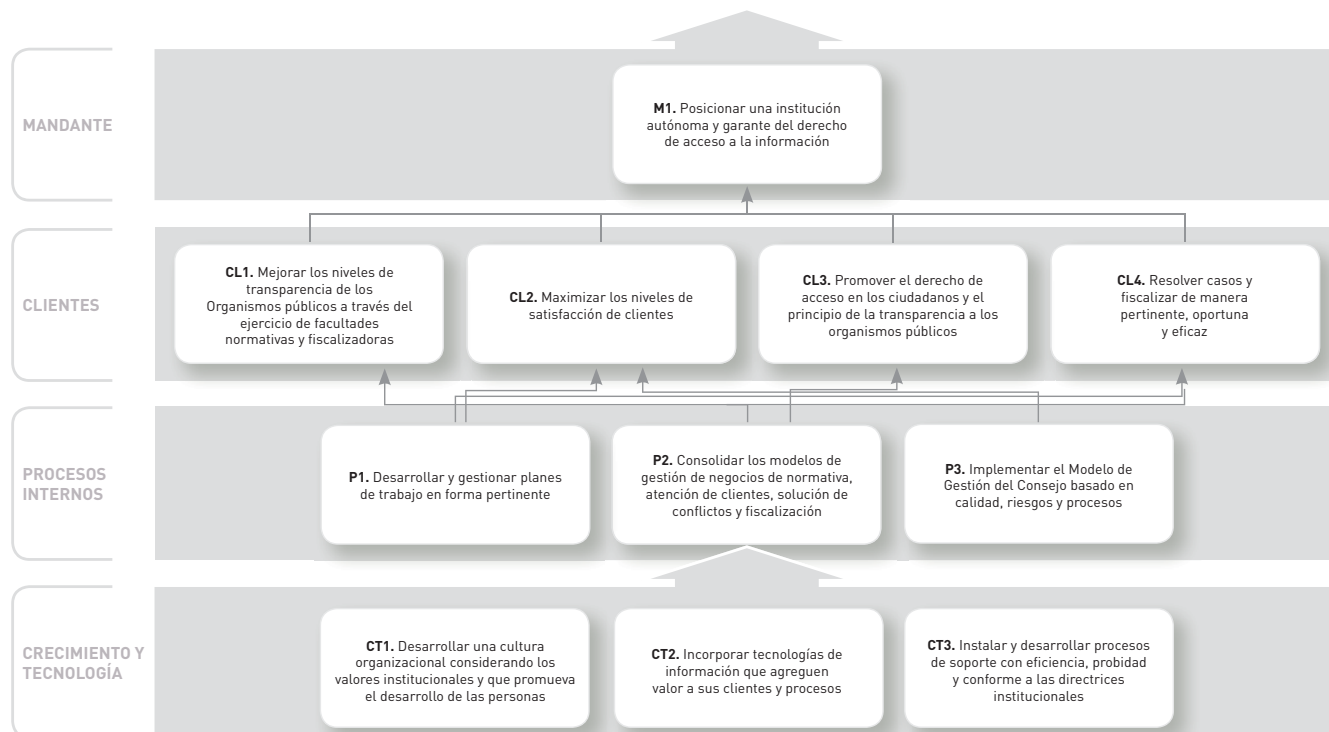 MANDANTE
M1. Posicionar una institución
autónoma y garante del derecho
de acceso a la información
CLIENTES
CL1. Mejorar los niveles de
transparencia de los
Organismos públicos a través del
ejercicio de facultades
normativas y fiscalizadoras
CL2. Maximizar los niveles de
satisfacción de clientes
CL3. Promover el derecho de
acceso en los ciudadanos y el
principio de la transparencia a los
organismos públicos
CL4. Resolver casos y
fiscalizar de manera
pertinente, oportuna
y eficaz
PROCESOS
INTERNOS
P1. Desarrollar y gestionar planes
de trabajo en forma pertinente
P2. Consolidar los modelos de
gestión de negocios de normativa,
atención de clientes, solución de
conflictos y fiscalización
P3. Implementar el Modelo de
Gestión del Consejo basado en
calidad, riesgos y procesos
CRECIMIENTO Y
TECNOLOGÍA
CT1. Desarrollar una cultura
organizacional considerando los
valores institucionales y que promueva
el desarrollo de las personas
CT2. Incorporar tecnologías de
información que agreguen
valor a sus clientes y procesos
CT3. Instalar y desarrollar procesos
de soporte con eficiencia, probidad
y conforme a las directrices
institucionales